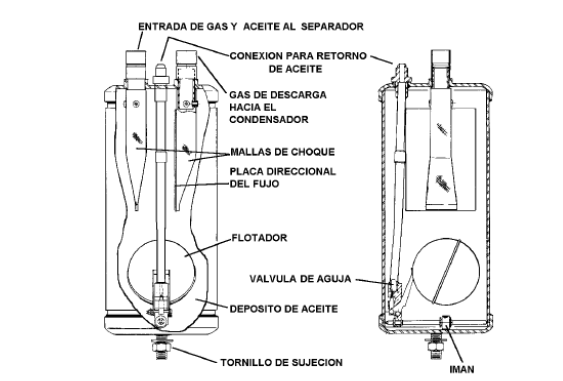 ENTRADA DE GAS Y ACEITE AL SEPARADOR
CONEXION PARA RETORNO
DE ACEITE
GAS DE DESCARGA
HACIA EL
CONDENSADOR
MALLAS DE CHOQUE
PLACA DIRECCIONAL
DEL FUJO
FLOTADOR
VALVULA DE AGUJA
DEPOSITO DE ACEITE
TORNILLO DE SUJECION
IMAN